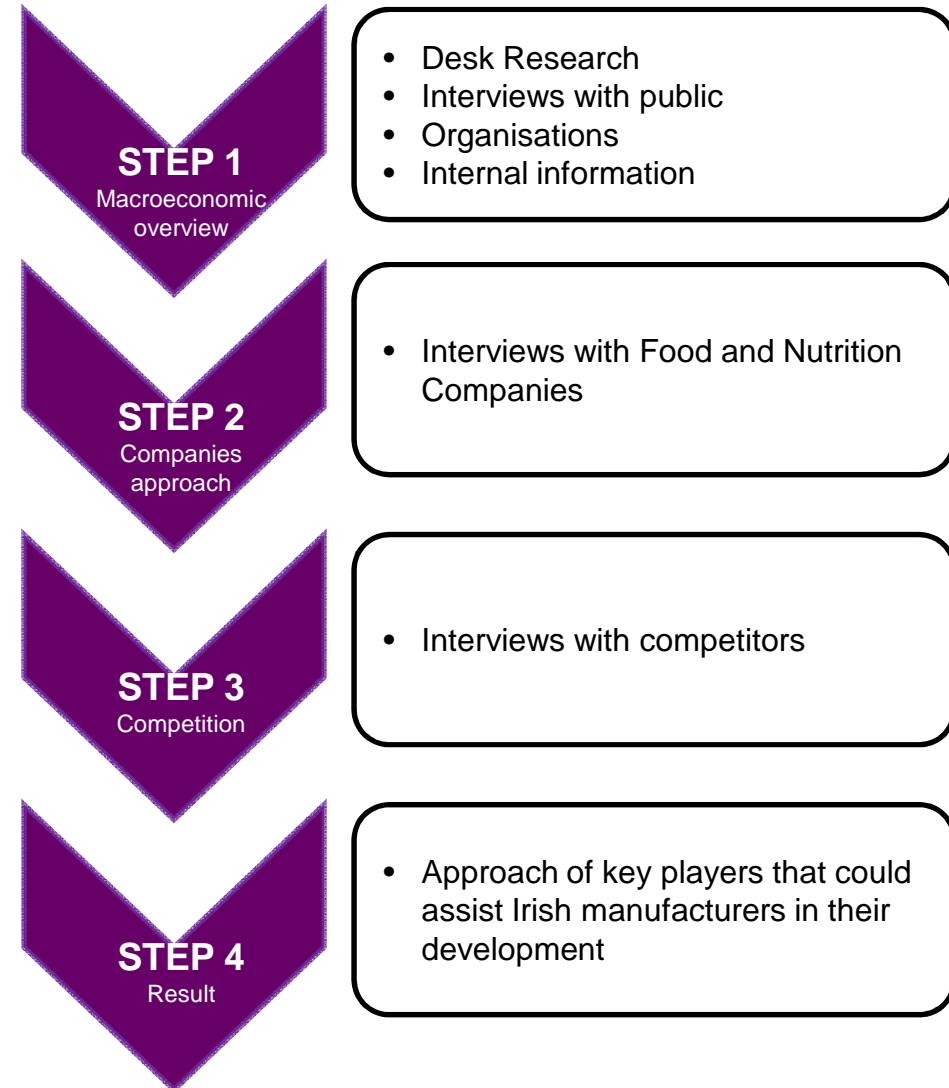 STEP 1
Macroeconomic
overview
• Desk Research
• Interviews with public
• Organisations
• Internal information
STEP 2
Companies
approach
• Interviews with Food and Nutrition
Companies
STEP 3
Competition
• Interviews with competitors
STEP 4
Result
• Approach of key players that could
assist Irish manufacturers in their
development